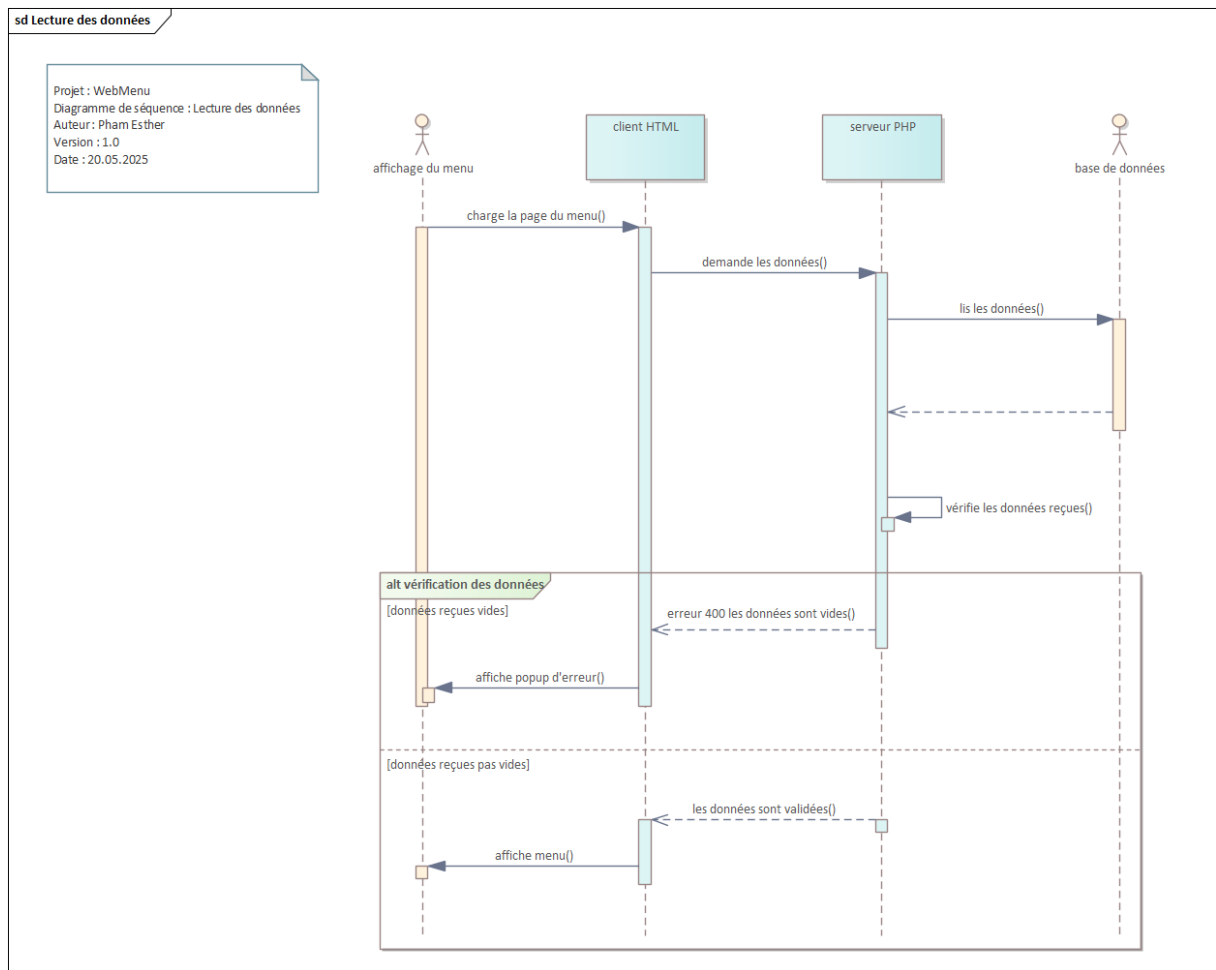 sd Lecture des données
Projet : WebMenu
Diagramme de séquence : Lecture des données
Auteur : Pham Esther
Version : 1.0
Date : 20.05.2025
affichage du menu
client HTML
serveur PHP
base de données
charge la page du menu()
demande les données()
lis les données()
vérifie les données reçues()
alt vérification des données
[données reçues vides]
erreur 400 les données sont vides()
affiche popup d'erreur()
[données reçues pas vides]
les données sont validées()
affiche menu()